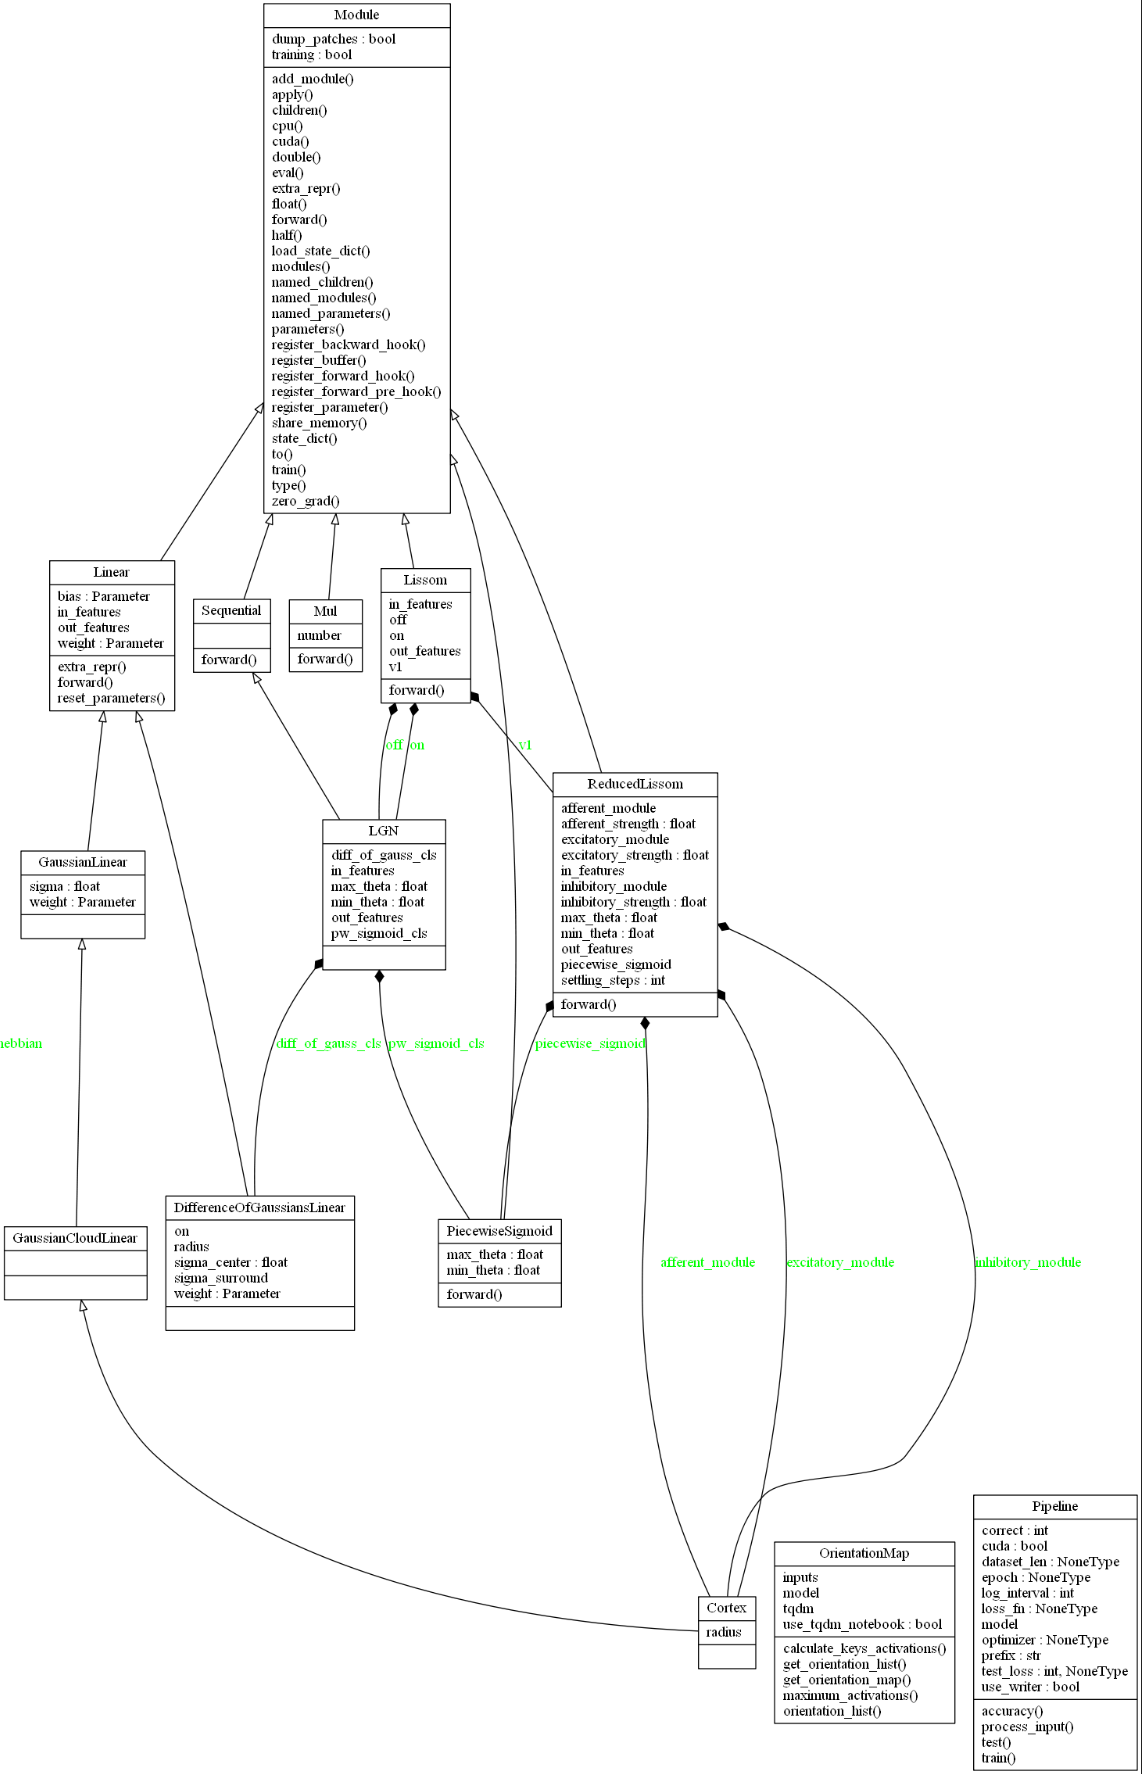 Module
dump_patches : bool
training : bool
add_module()
apply()
children()
cpu()
cuda()
double()
eval()
extra_repr()
float()
forward()
half()
load_state_dict()
modules()
named_children()
named_modules()
named_parameters()
parameters()
register_backward_hook()
register_buffer()
register_forward_hook()
register_forward_pre_hook()
register_parameter()
share_memory()
state_dict()
to()
train()
type()
zero_grad()
Linear
bias : Parameter
in_features
out_features
weight : Parameter
extra_repr()
forward()
reset_parameters()
Sequential
forward()
Mul
number
forward()
Lissom
in_features
off
on
out_features
v1
forward()
off
on
v1
ReducedLissom
afferent_module
afferent_strength : float
excitatory_module
excitatory_strength : float
in_features
inhibitory_module
inhibitory_strength : float
max_theta : float
min_theta : float
out_features
piecewise_sigmoid
settling_steps : int
forward()
LGN
diff_of_gauss_cls
in_features
max_theta : float
min_theta : float
out_features
pw_sigmoid_cls
GaussianLinear
sigma : float
weight : Parameter
hebbian
diff_of_gauss_cls
pw_sigmoid_cls
piecewise_sigmoid
GaussianCloudLinear
DifferenceOfGaussiansLinear
on
radius
sigma_center : float
sigma_surround
weight : Parameter
PiecewiseSigmoid
max_theta : float
min_theta : float
forward()
afferent_module
excitatory_module
inhibitory_module
Cortex
radius
OrientationMap
inputs
model
tqdm
use_tqdm_notebook : bool
calculate_keys_activations()
get_orientation_hist()
get_orientation_map()
maximum_activations()
orientation_hist()
Pipeline
correct : int
cuda : bool
dataset_len : NoneType
epoch : NoneType
log_interval : int
loss_fn : NoneType
model
optimizer : NoneType
prefix : str
test_loss : int, NoneType
use_writer : bool
accuracy()
process_input()
test()
train()